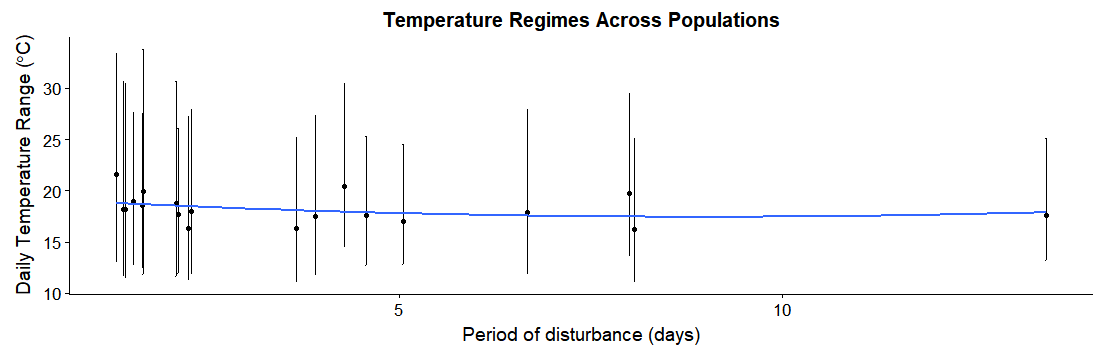 Temperature Regimes Across Populations
Daily Temperature Range (°C)
30
25
20
15
10
5
10
Period of disturbance (days)